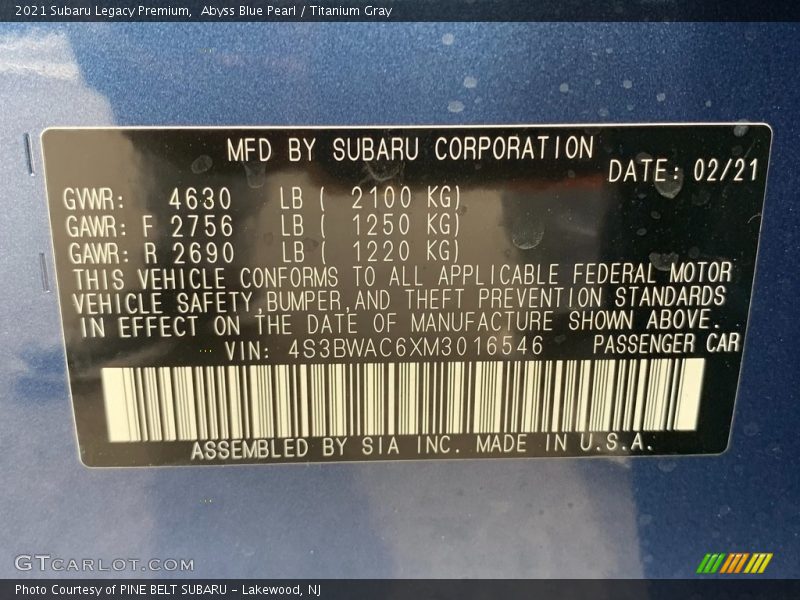 2021 Subaru Legacy Premium, Abyss Blue Pearl / Titanium Gray
MFD BY SUBARU CORPORATION
DATE: 02/21
GVWR: 4630 LB ( 2100 KG)
GAWR: F 2756 LB ( 1250 KG)
GAWR: R 2690 LB ( 1220 KG)
THIS VEHICLE CONFORMS TO ALL APPLICABLE FEDERAL MOTOR
VEHICLE SAFETY,BUMPER,AND THEFT PREVENTION STANDARDS
IN EFFECT ON THE DATE OF MANUFACTURE SHOWN ABOVE.
VIN: 4S3BWAC6XM3016546 PASSENGER CAR
ASSEMBLED BY SIA INC. MADE IN U.S.A.
GTCARLOT.COM
Photo Courtesy of PINE BELT SUBARU - Lakewood, NJ